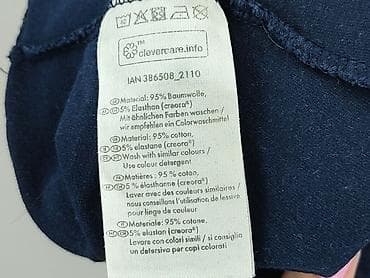 clevercare.info
IAN 386508_2110
Material: 95% Baumwolle,
5% Elasthan (creora®)
Mit ähnlichen Farben waschen /
wir empfehlen ein Colorwaschmittel
Material: 95% cotton,
5% elastane (creora®)
Wash with similar colours /
Use colour detergent
Matières : 95 % coton,
5 % élasthanne (creora®)
Laver avec des couleurs similaires /
nous conseillons l'utilisation de lessive
pour linge de couleur
Materiale: 95% cotone,
5% elastan (creora®)
Lavare con colori simili / si consiglia
un detersivo per capi colorati